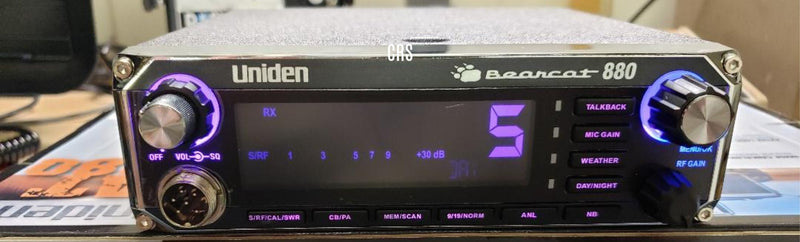 CRS
Uniden
Bearcat 880
RX
5
TALKBACK
MIC GAIN
S/RF 1 3 5 7 9 +30 dB
WEATHER
OFF VOL SQ
MENU/CH
RF GAIN
DAY/NIGHT
S/RF/CAL/SWR CB/PA MEM/SCAN 9/19/NORM ANL NB
niden